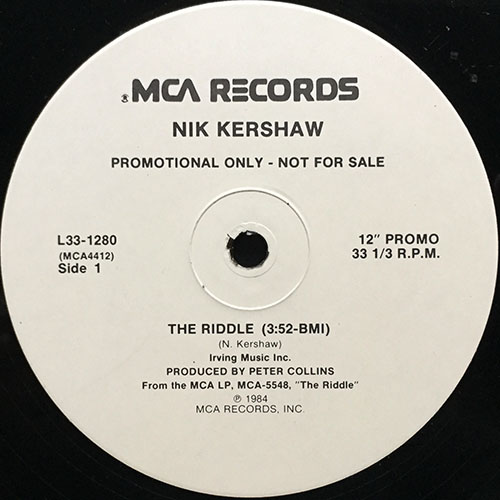 MCA RECORDS
NIK KERSHAW
PROMOTIONAL ONLY - NOT FOR SALE
L33-1280
(MCA4412)
Side 1
12" PROMO
33 1/3 R.P.M.
THE RIDDLE (3:52-BMI)
(N. Kershaw)
Irving Music Inc.
PRODUCED BY PETER COLLINS
From the MCA LP, MCA-5548, "The Riddle"
℗ 1984
MCA RECORDS, INC.